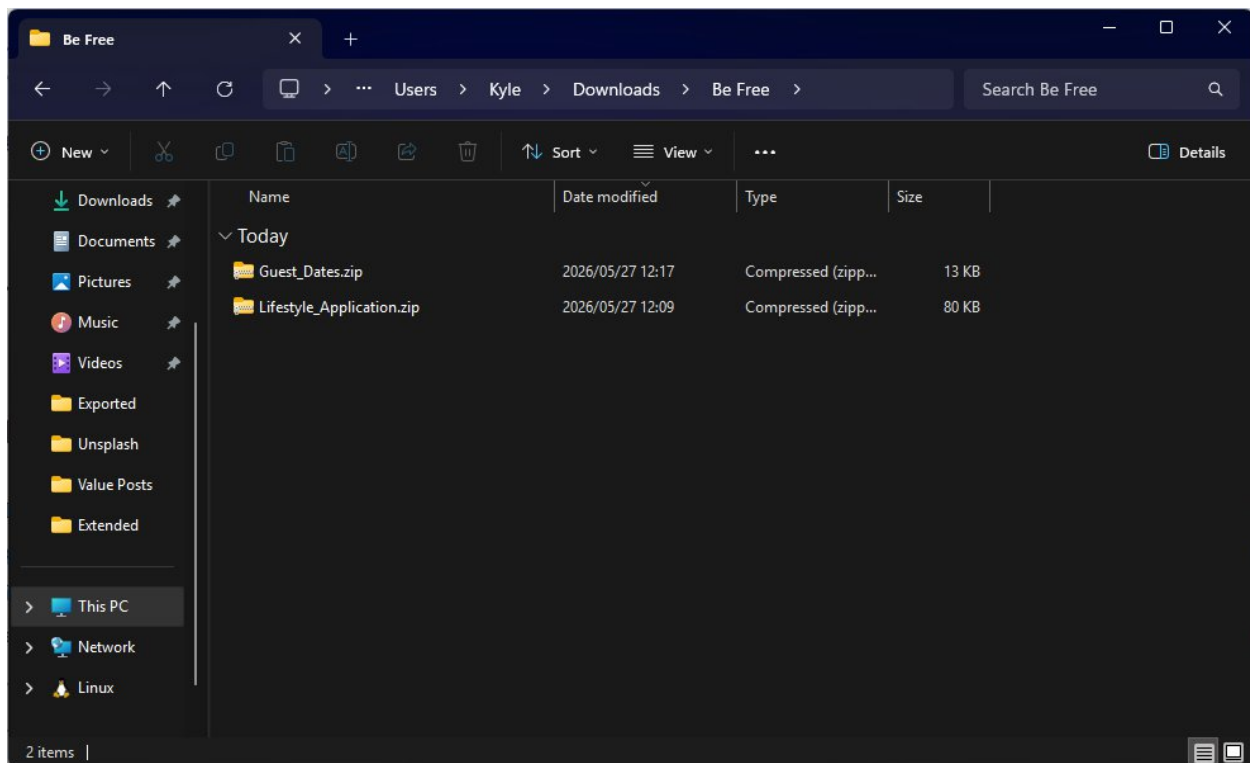 Be Free
Users > Kyle > Downloads > Be Free >
Search Be Free
New
Sort
View
Details
Downloads
Documents
Pictures
Music
Videos
Exported
Unsplash
Value Posts
Extended
This PC
Network
Linux
Name Date modified Type Size
Today
Guest_Dates.zip 2026/05/27 12:17 Compressed (zipp... 13 KB
Lifestyle_Application.zip 2026/05/27 12:09 Compressed (zipp... 80 KB
2 items